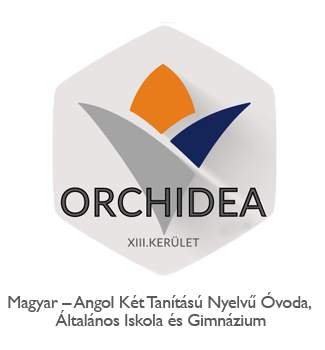 ORCHIDEA
XIII.KERÜLET
Magyar – Angol Két Tanítású Nyelvű Óvoda,
Általános Iskola és Gimnázium